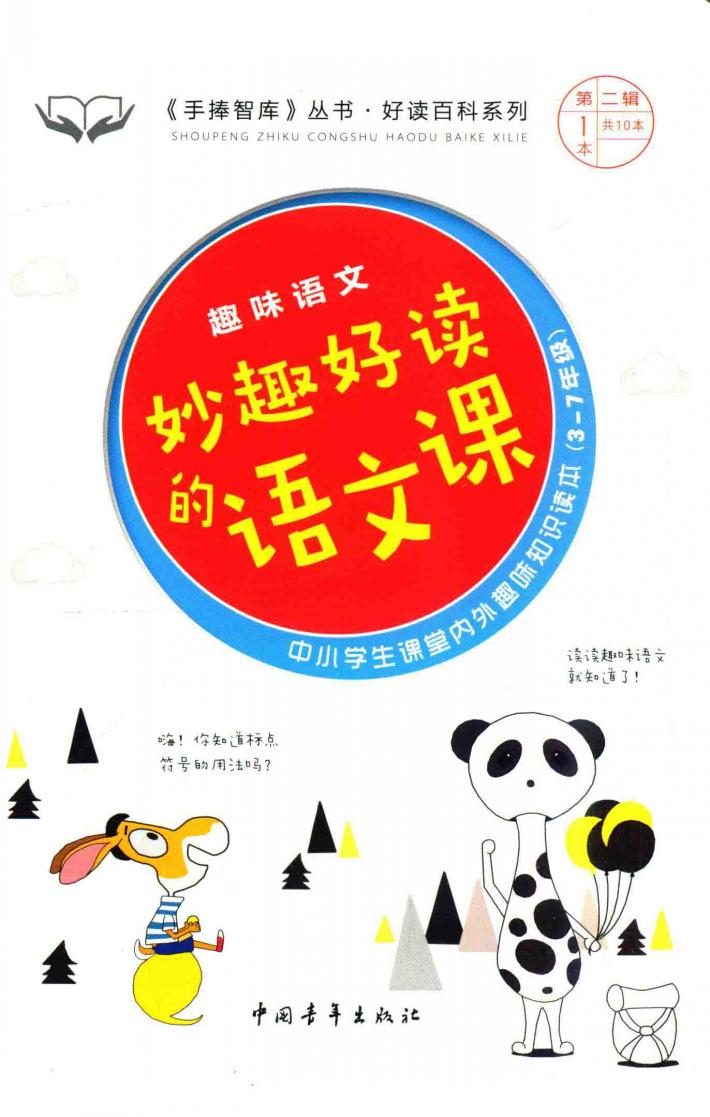 《手捧智库》丛书·好读百科系列
SHOUPENG ZHIKU CONGSHU HAODU BAIKE XILIE
第二辑
1本
共10本
趣味语文
妙趣好读
的语文课
中小学生课堂内外趣味知识读本(3-7年级)
读读趣味语文
就知道了!
嗨!你知道标点
符号的用法吗?
中国青年出版社